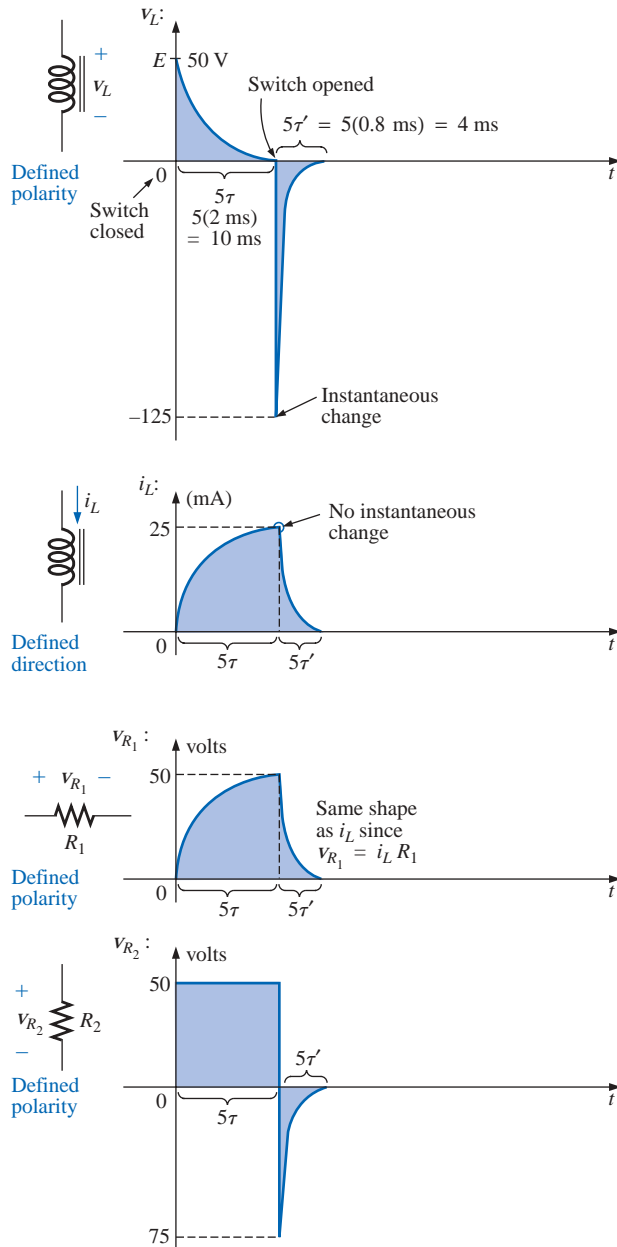 v_L:
E 50 V
+
v_L
–
Defined
polarity
Switch opened
5τ′ = 5(0.8 ms) = 4 ms
0
t
Switch
closed
5τ
5(2 ms)
= 10 ms
–125
Instantaneous
change
i_L:
(mA)
i_L
25
No instantaneous
change
0
t
Defined
direction
5τ
5τ′
v_R₁ :
volts
50
+ v_R₁ –
R₁
Same shape
as i_L since
v_R₁ = i_L R₁
Defined
polarity
0
t
5τ
5τ′
v_R₂ :
volts
50
+
v_R₂
R₂
–
5τ′
Defined
polarity
0
t
5τ
75